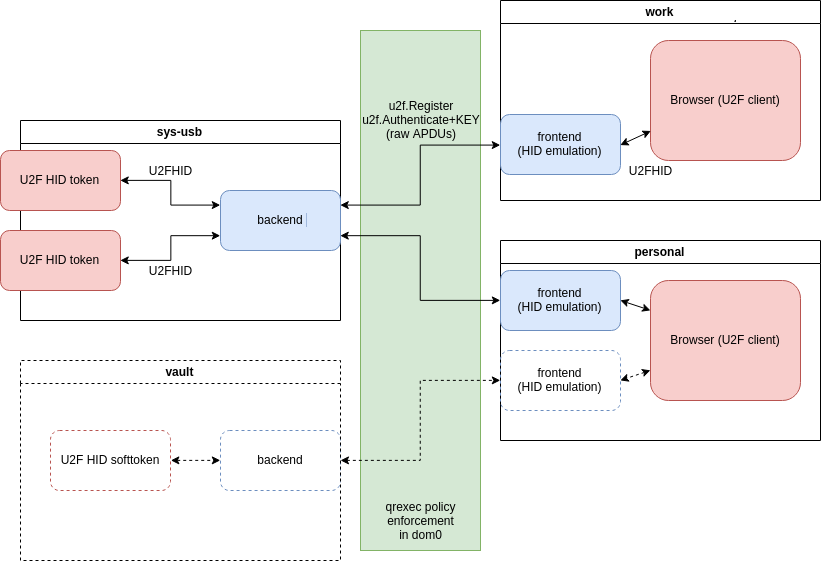 work
Browser (U2F client)
frontend
(HID emulation)
U2FHID
u2f.Register
u2f.Authenticate+KEY
(raw APDUs)
sys-usb
U2F HID token
U2FHID
backend
U2F HID token
U2FHID
personal
frontend
(HID emulation)
Browser (U2F client)
frontend
(HID emulation)
vault
U2F HID softtoken
backend
qrexec policy
enforcement
in dom0